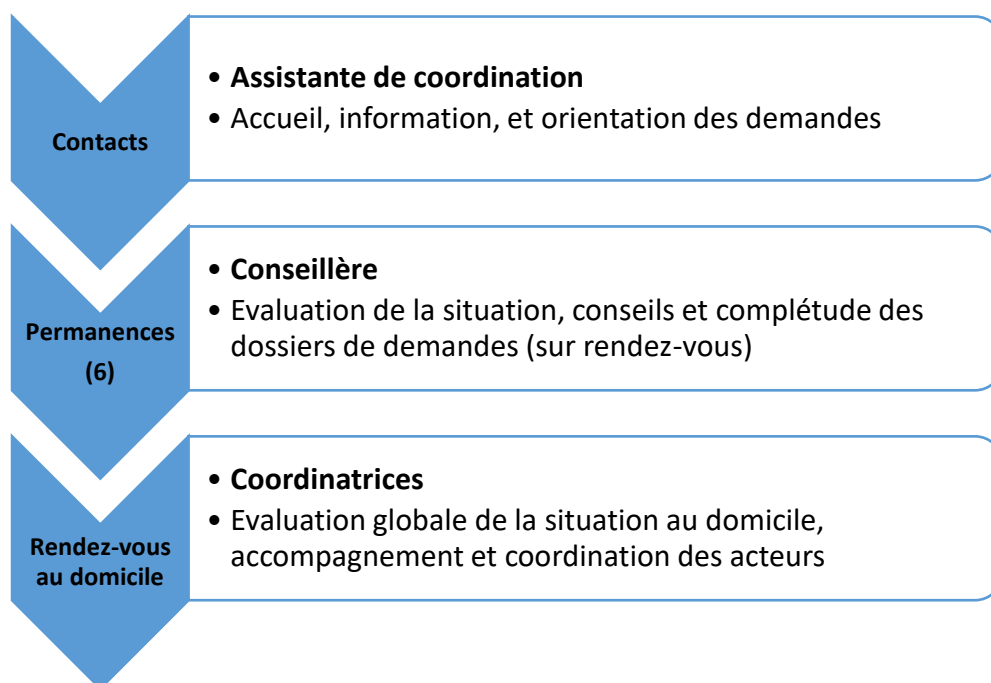 Contacts
• Assistante de coordination
• Accueil, information, et orientation des demandes
Permanences
(6)
• Conseillère
• Evaluation de la situation, conseils et complétude des
dossiers de demandes (sur rendez-vous)
Rendez-vous
au domicile
• Coordinatrices
• Evaluation globale de la situation au domicile,
accompagnement et coordination des acteurs